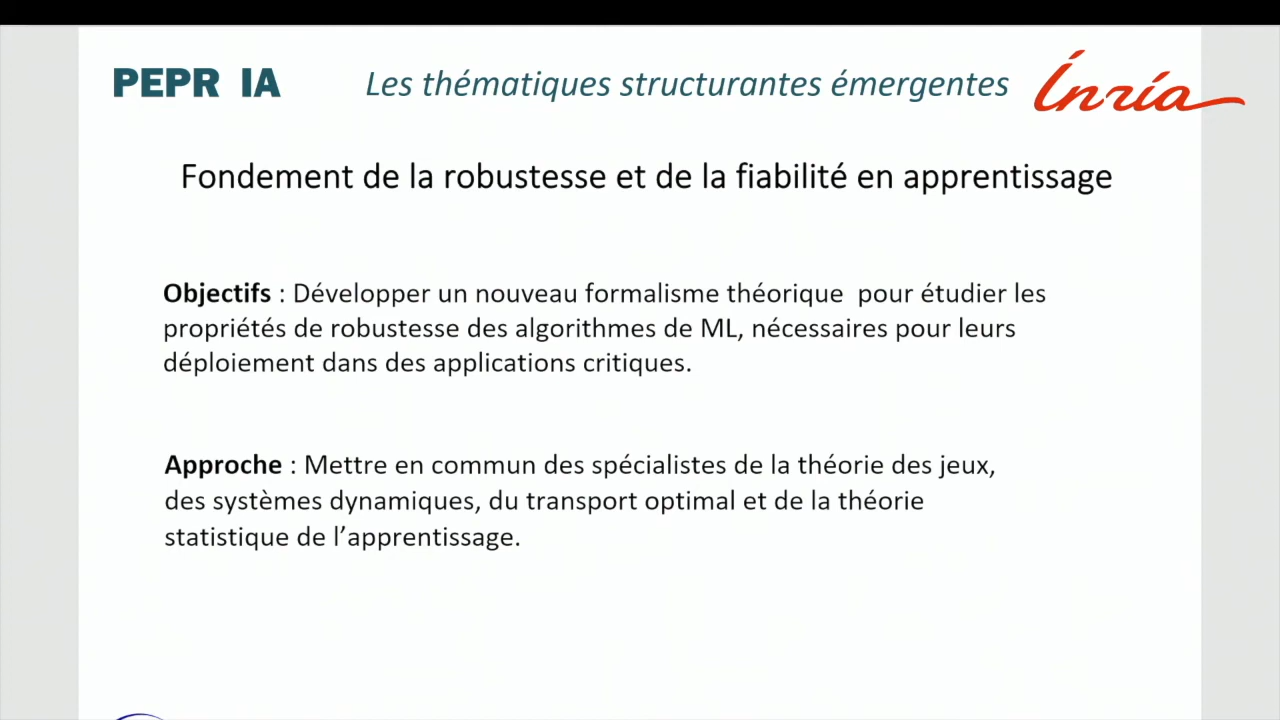 PEPR IA
Les thématiques structurantes émergentes
Inria
Fondement de la robustesse et de la fiabilité en apprentissage
Objectifs : Développer un nouveau formalisme théorique pour étudier les
propriétés de robustesse des algorithmes de ML, nécessaires pour leurs
déploiement dans des applications critiques.
Approche : Mettre en commun des spécialistes de la théorie des jeux,
des systèmes dynamiques, du transport optimal et de la théorie
statistique de l’apprentissage.